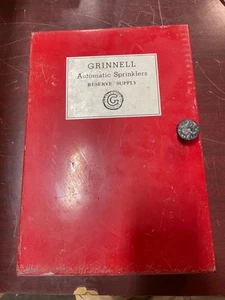 GRINNELL
Automatic Sprinklers
RESERVE SUPPLY
G